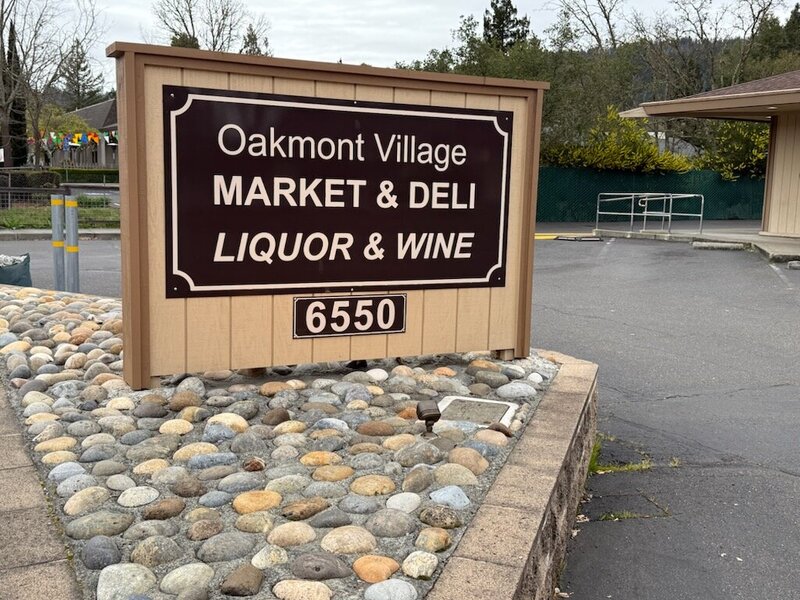 Oakmont Village
MARKET & DELI
LIQUOR & WINE
6550